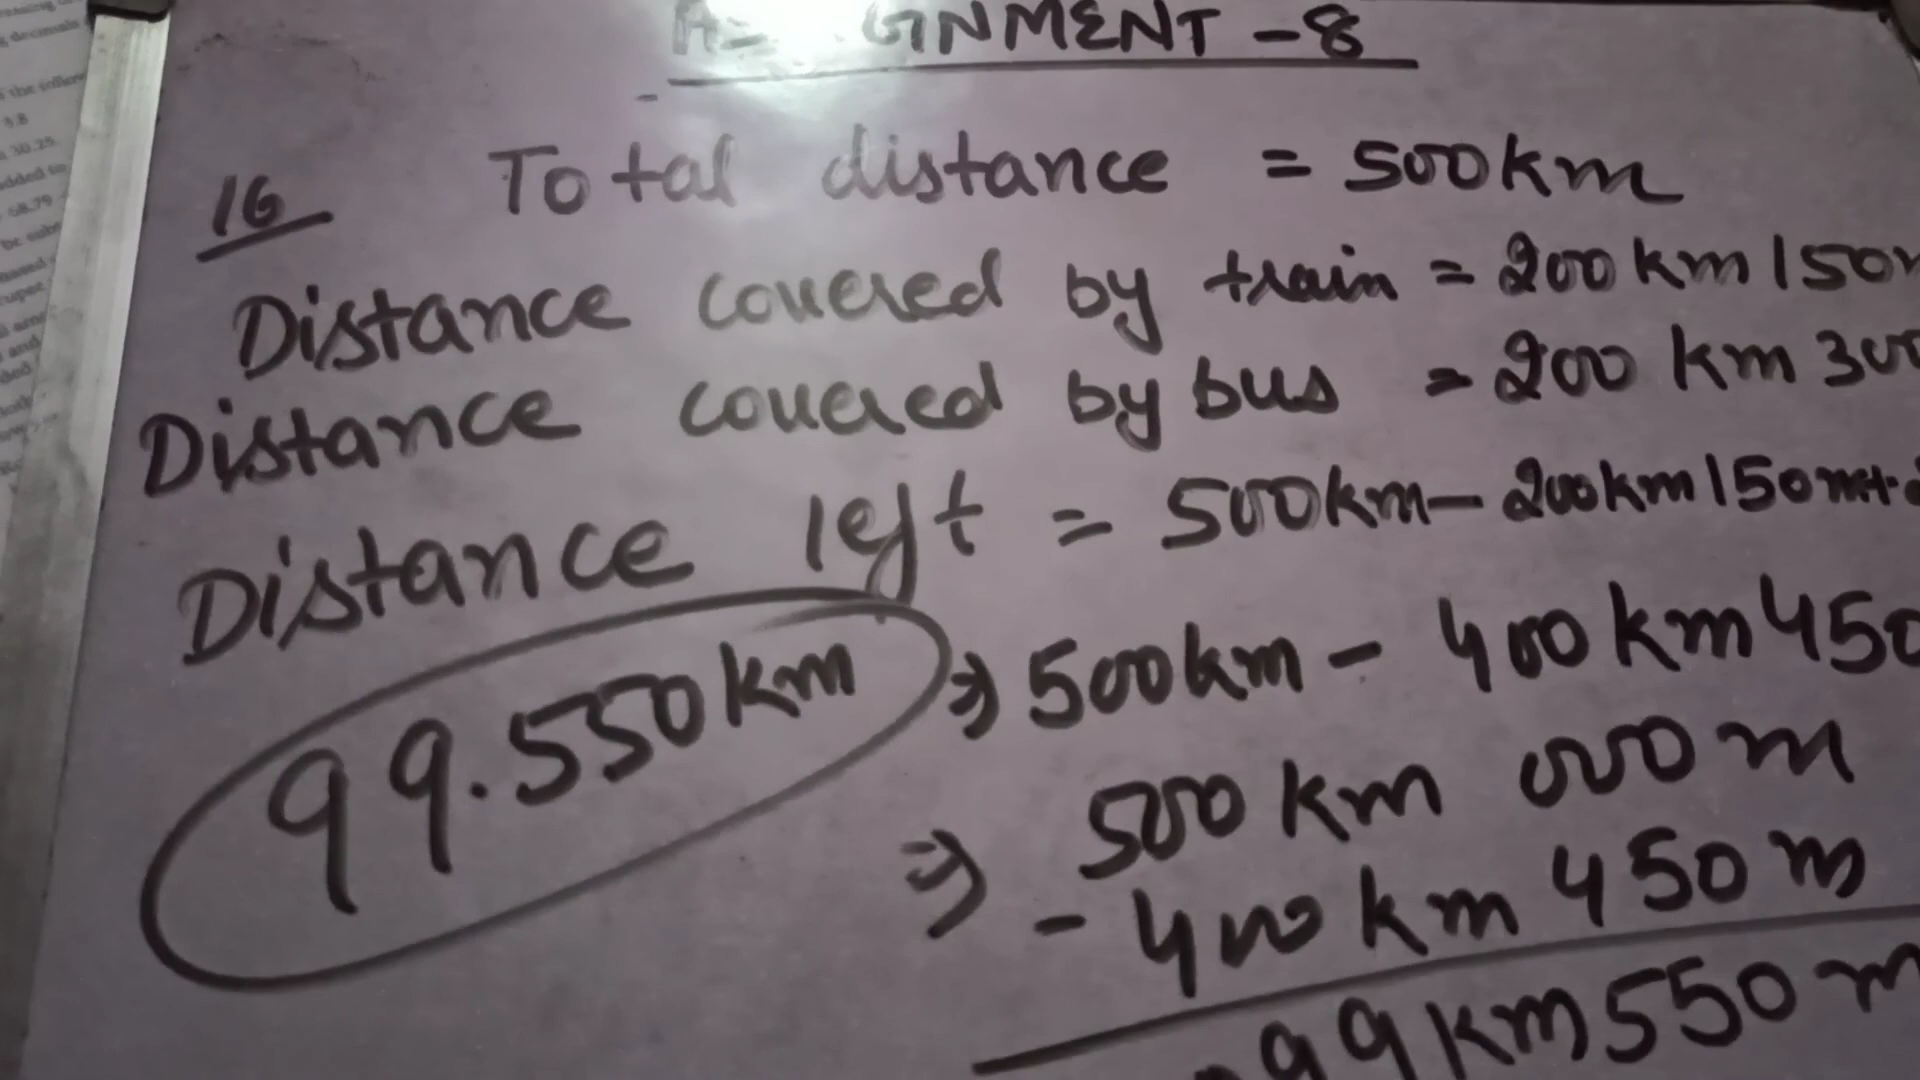 GNMENT - 8
16 Total distance = 500km
Distance covered by train = 200 km 150
Distance covered by bus = 200 km 300
Distance left = 500km - 200km 150mt -
99.550km ⇒ 500km - 400 km 450
⇒ 500 km 000 m
- 400 km 450 m
99 km 550 m